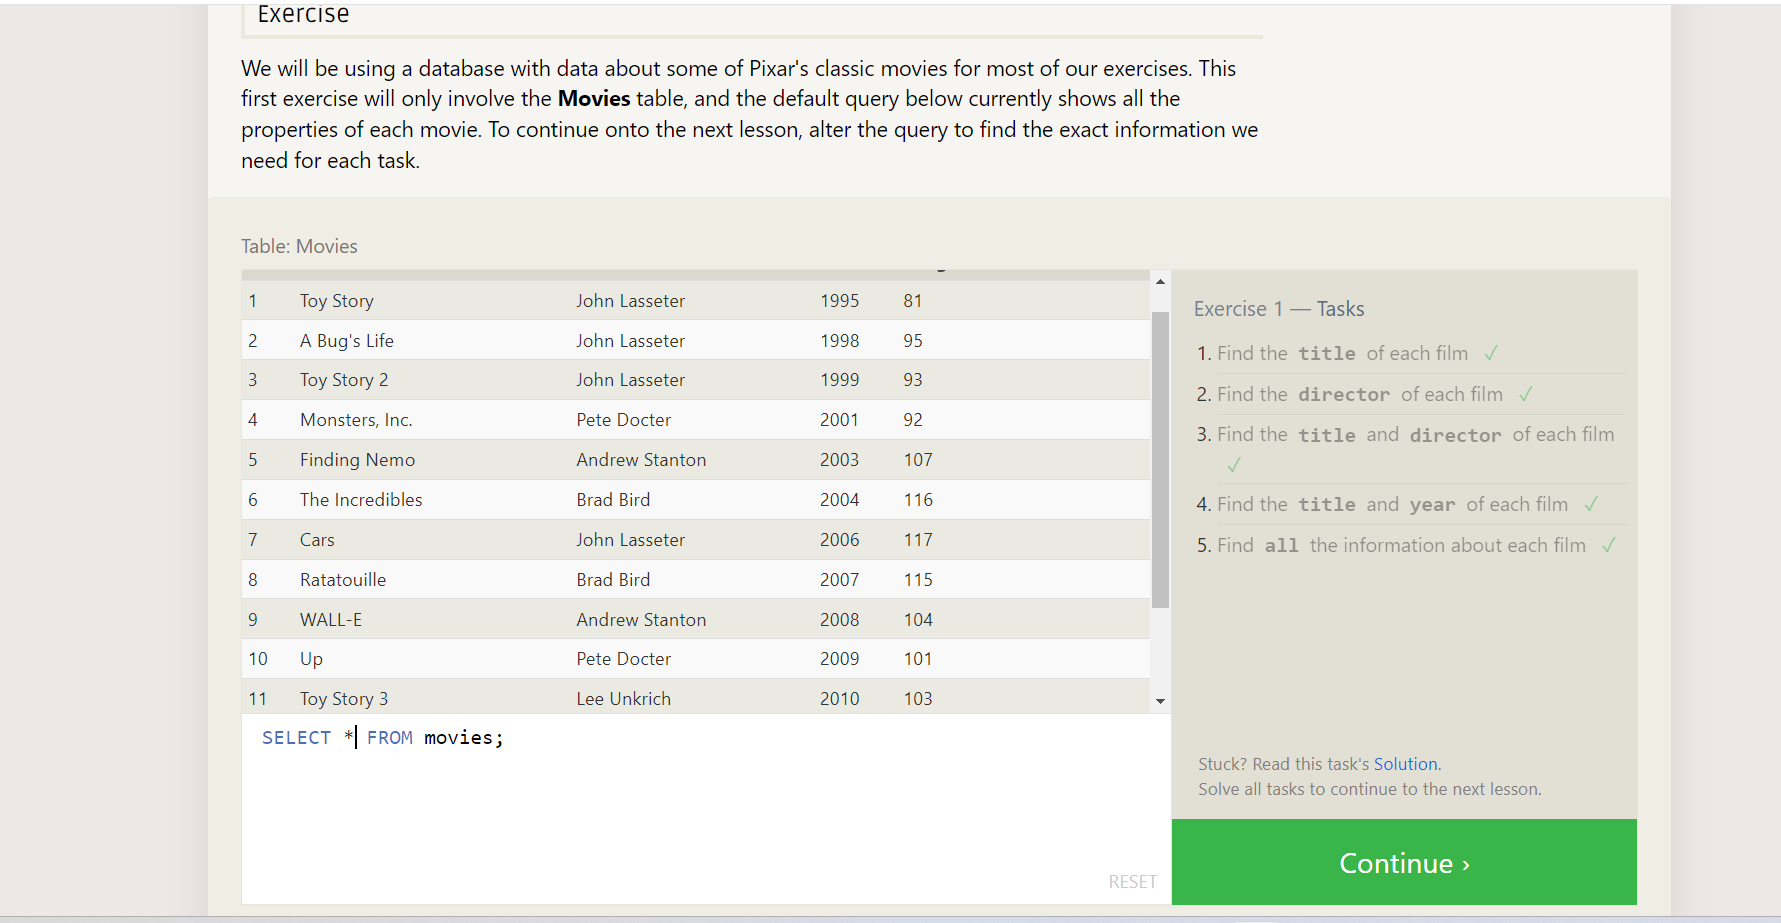 Exercise
We will be using a database with data about some of Pixar's classic movies for most of our exercises. This
first exercise will only involve the Movies table, and the default query below currently shows all the
properties of each movie. To continue onto the next lesson, alter the query to find the exact information we
need for each task.
Table: Movies
1 Toy Story John Lasseter 1995 81
2 A Bug's Life John Lasseter 1998 95
3 Toy Story 2 John Lasseter 1999 93
4 Monsters, Inc. Pete Docter 2001 92
5 Finding Nemo Andrew Stanton 2003 107
6 The Incredibles Brad Bird 2004 116
7 Cars John Lasseter 2006 117
8 Ratatouille Brad Bird 2007 115
9 WALL-E Andrew Stanton 2008 104
10 Up Pete Docter 2009 101
11 Toy Story 3 Lee Unkrich 2010 103
SELECT * FROM movies;
RESET
Exercise 1 — Tasks
1. Find the title of each film ✓
2. Find the director of each film ✓
3. Find the title and director of each film
✓
4. Find the title and year of each film ✓
5. Find all the information about each film ✓
Stuck? Read this task's Solution.
Solve all tasks to continue to the next lesson.
Continue ›